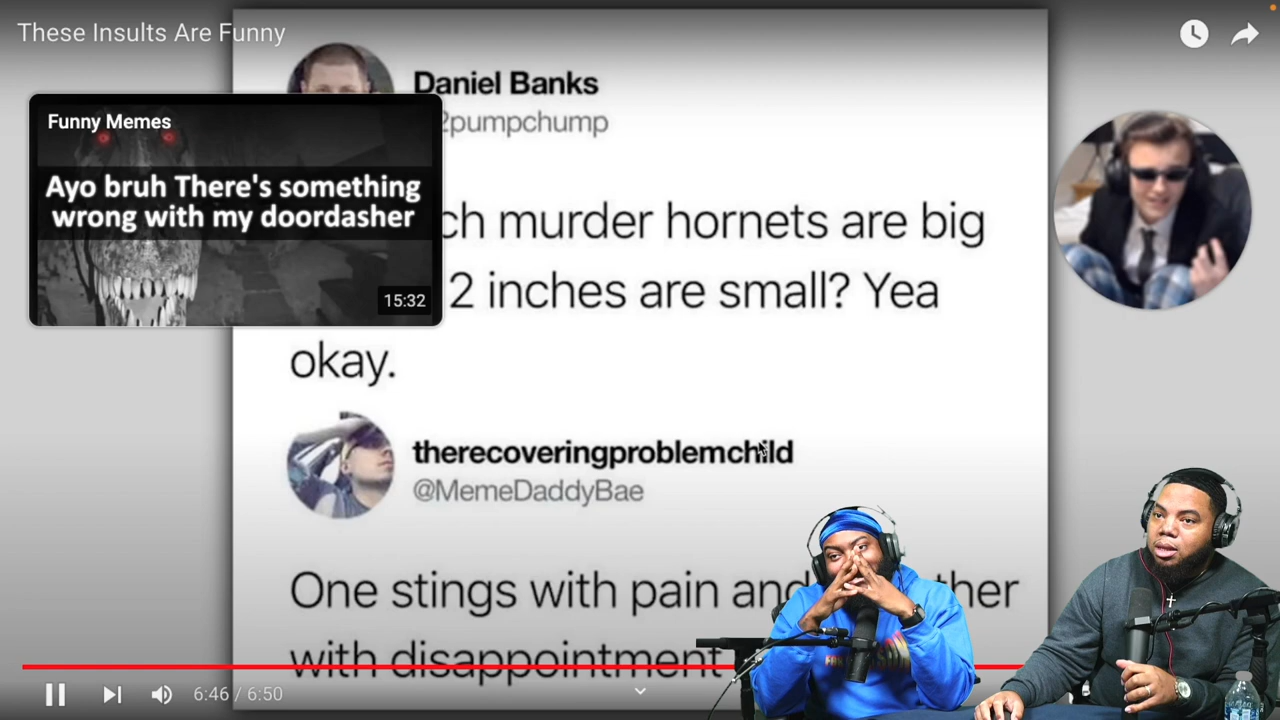 These Insults Are Funny
Daniel Banks
2pumpchump
Funny Memes
Ayo bruh There's something
wrong with my doordasher
15:32
murder hornets are big
2 inches are small? Yea
okay.
therecoveringproblemchild
@MemeDaddyBae
One stings with pain and
with disappointment
6:46 / 6:50